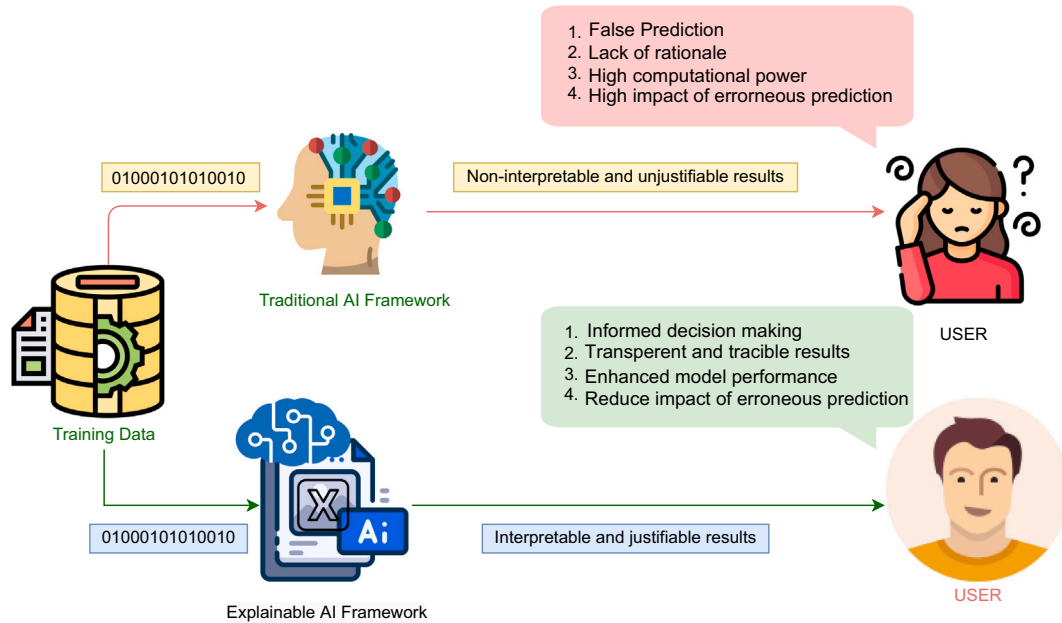 1. False Prediction
2. Lack of rationale
3. High computational power
4. High impact of errorneous prediction
01000101010010
Non-interpretable and unjustifiable results
Traditional AI Framework
USER
1. Informed decision making
2. Transperent and tracible results
3. Enhanced model performance
4. Reduce impact of erroneous prediction
Training Data
X
Ai
01000101010010
Interpretable and justifiable results
Explainable AI Framework
USER